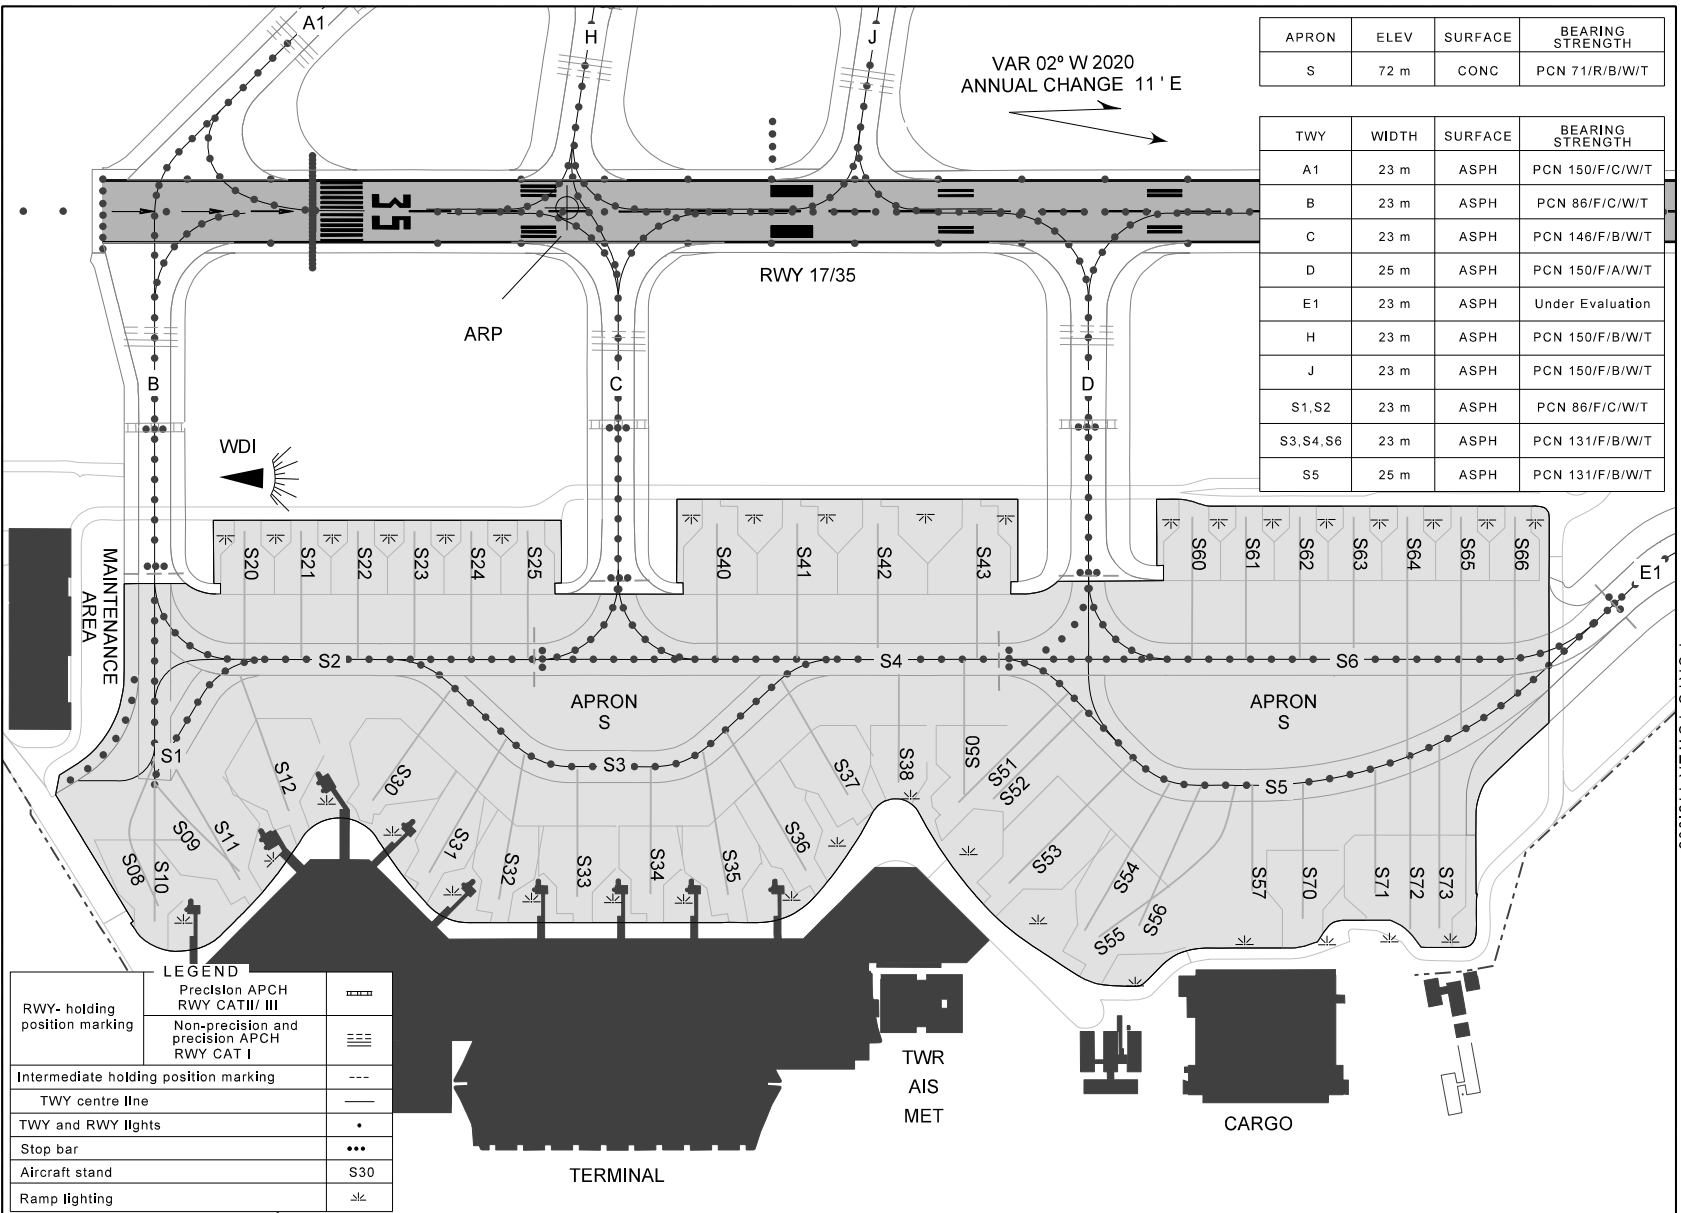 A1
H
J
VAR 02º W 2020
ANNUAL CHANGE 11 ' E
APRON ELEV SURFACE BEARING STRENGTH
S 72 m CONC PCN 71/R/B/W/T
TWY WIDTH SURFACE BEARING STRENGTH
A1 23 m ASPH PCN 150/F/C/W/T
B 23 m ASPH PCN 86/F/C/W/T
C 23 m ASPH PCN 146/F/B/W/T
D 25 m ASPH PCN 150/F/A/W/T
E1 23 m ASPH Under Evaluation
H 23 m ASPH PCN 150/F/B/W/T
J 23 m ASPH PCN 150/F/B/W/T
S1,S2 23 m ASPH PCN 86/F/C/W/T
S3,S4,S6 23 m ASPH PCN 131/F/B/W/T
S5 25 m ASPH PCN 131/F/B/W/T
35
RWY 17/35
ARP
B
C
D
WDI
MAINTENANCE
AREA
S20
S21
S22
S23
S24
S25
S40
S41
S42
S43
S60
S61
S62
S63
S64
S65
S66
E1
S2
S4
S6
APRON
S
APRON
S
S1
S3
S5
S12
S30
S37
S38
S50
S51
S52
S09
S11
S08
S10
S31
S32
S33
S34
S35
S36
S53
S54
S55
S56
S57
S70
S71
S72
S73
LEGEND
RWY- holding
position marking
Precision APCH
RWY CATII/ III
Non-precision and
precision APCH
RWY CAT I
Intermediate holding position marking
TWY centre line
TWY and RWY lights
Stop bar
Aircraft stand S30
Ramp lighting
TERMINAL
TWR
AIS
MET
CARGO